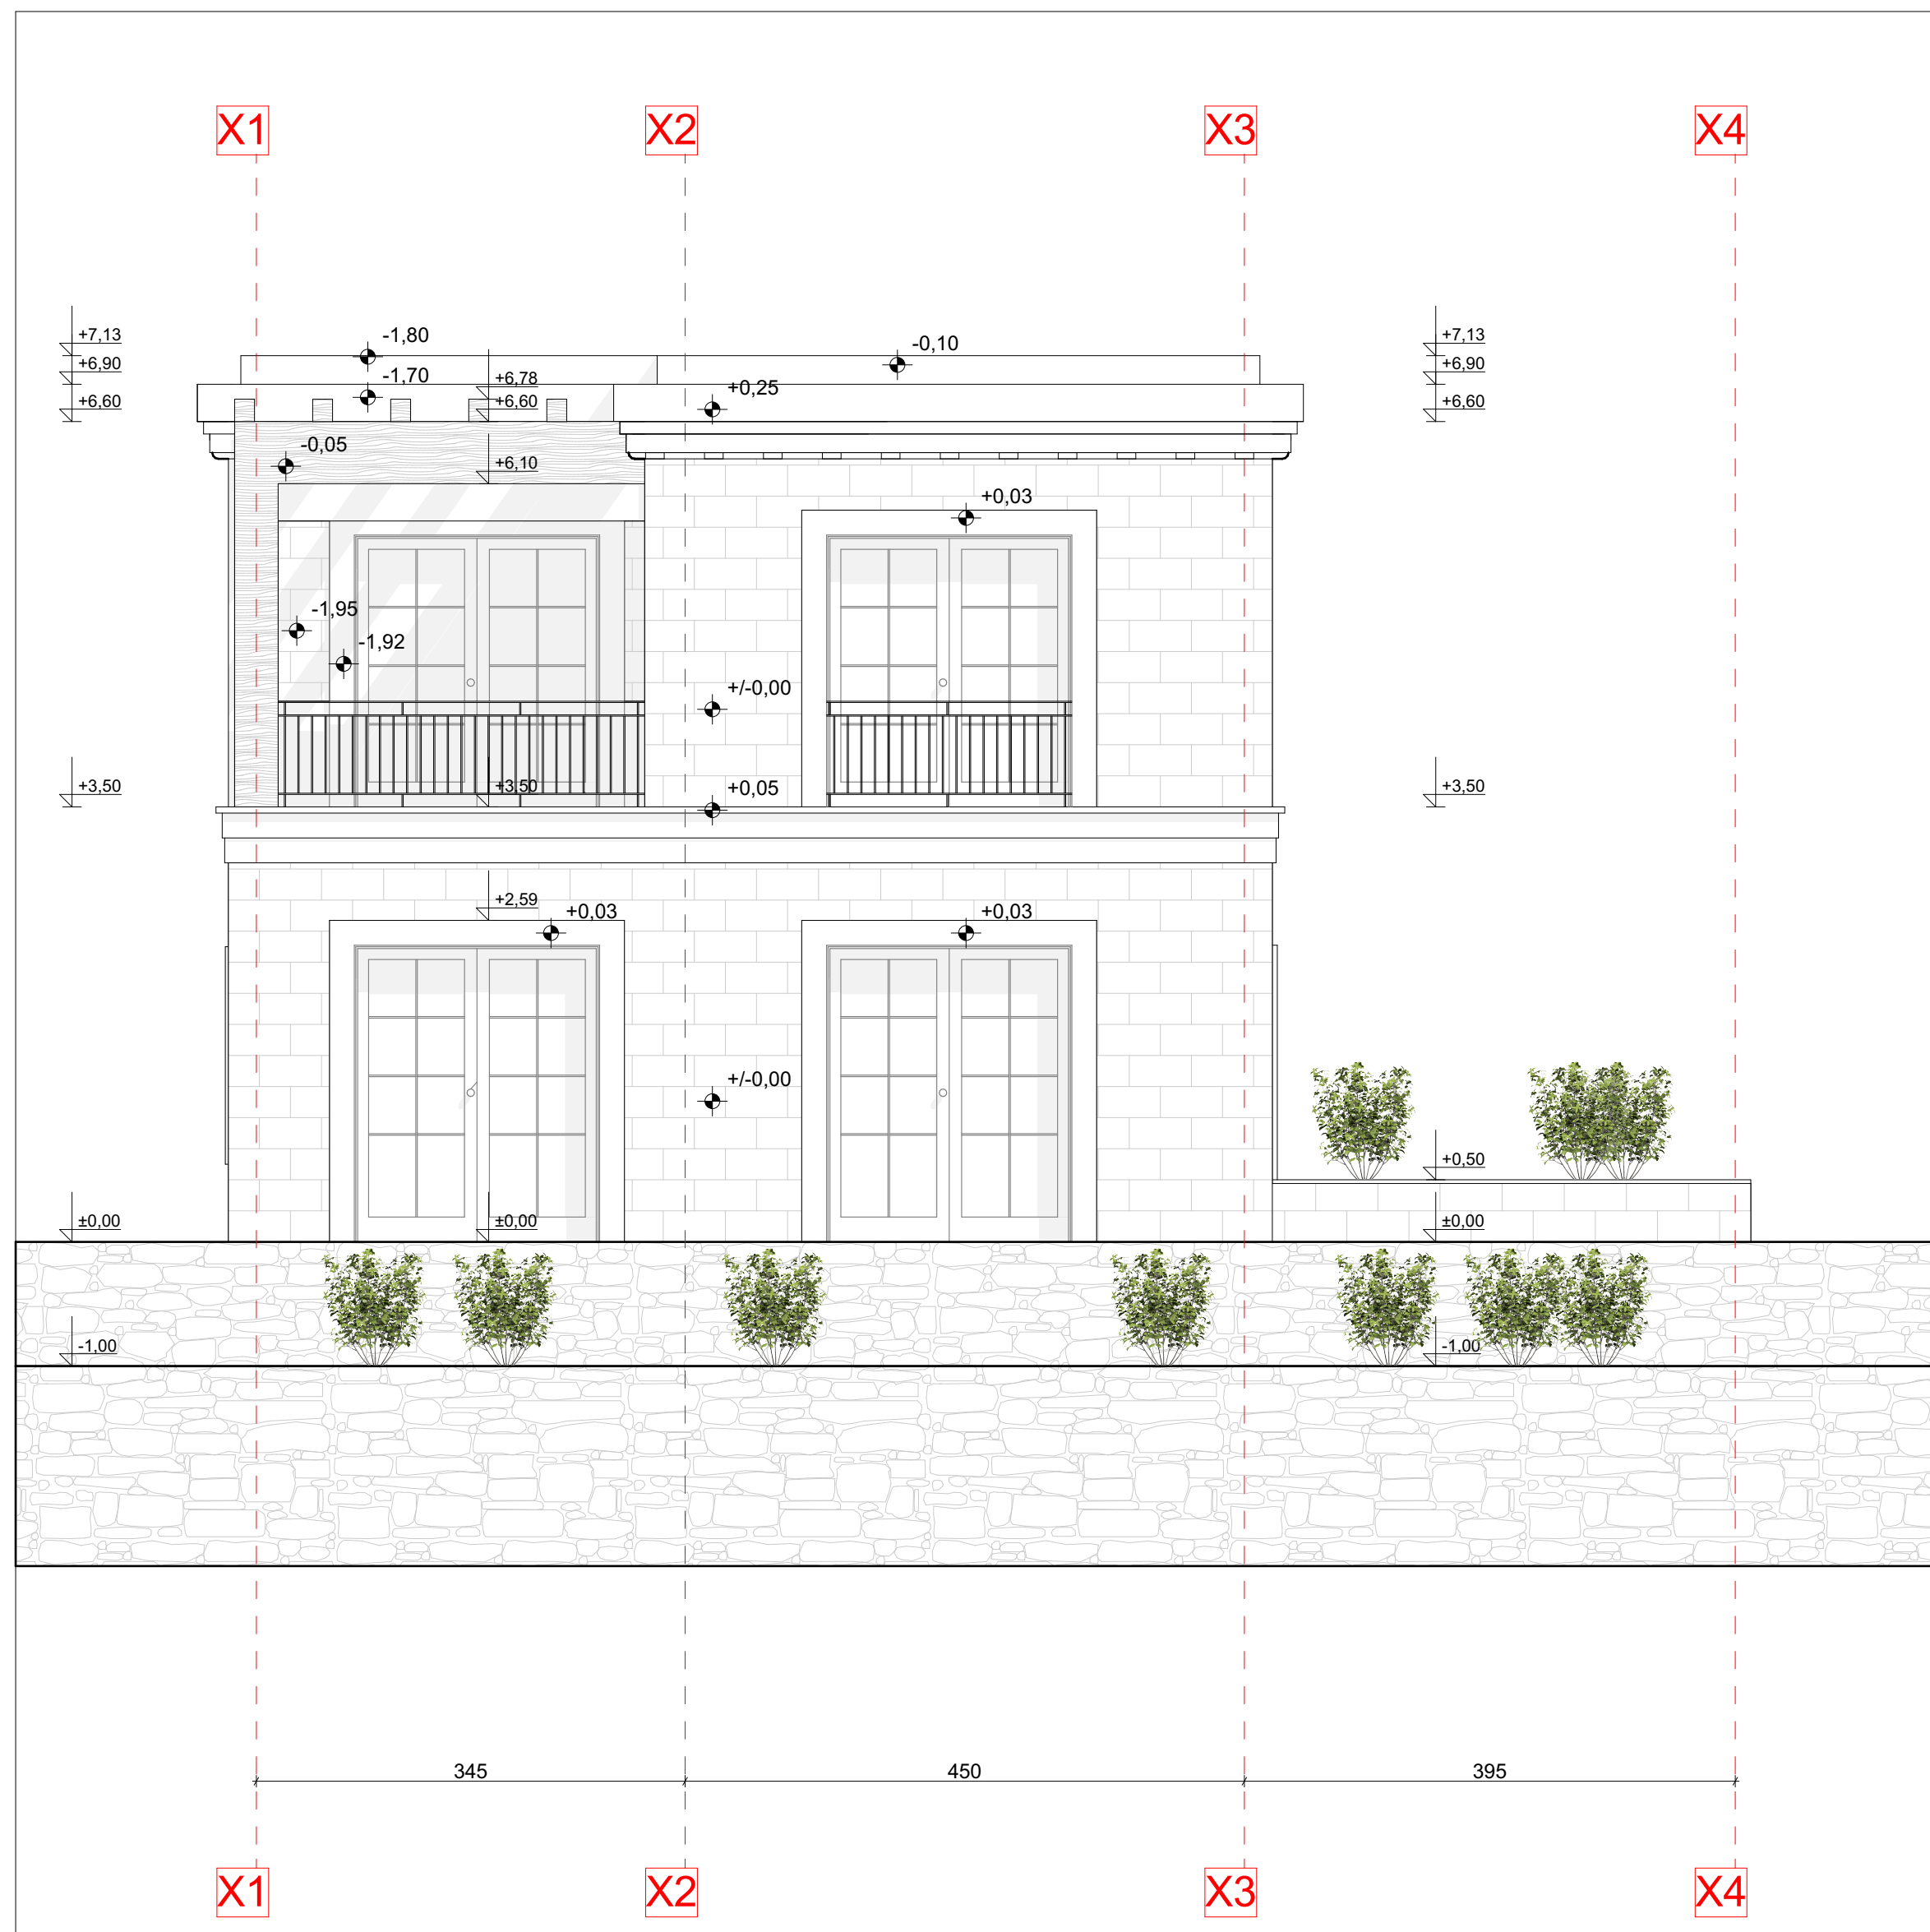 X1 X2 X3 X4
+7,13 -1,80 -0,10 +7,13
+6,90 -1,70 +6,78 +0,25 +6,90
+6,60 +6,60 +6,60
-0,05 +6,10
+0,03
-1,95
-1,92
+/-0,00
+3,50 +3,50 +0,05 +3,50
+2,59 +0,03 +0,03
+/-0,00
+0,50
±0,00 ±0,00 ±0,00
-1,00 -1,00
345 450 395
X1 X2 X3 X4